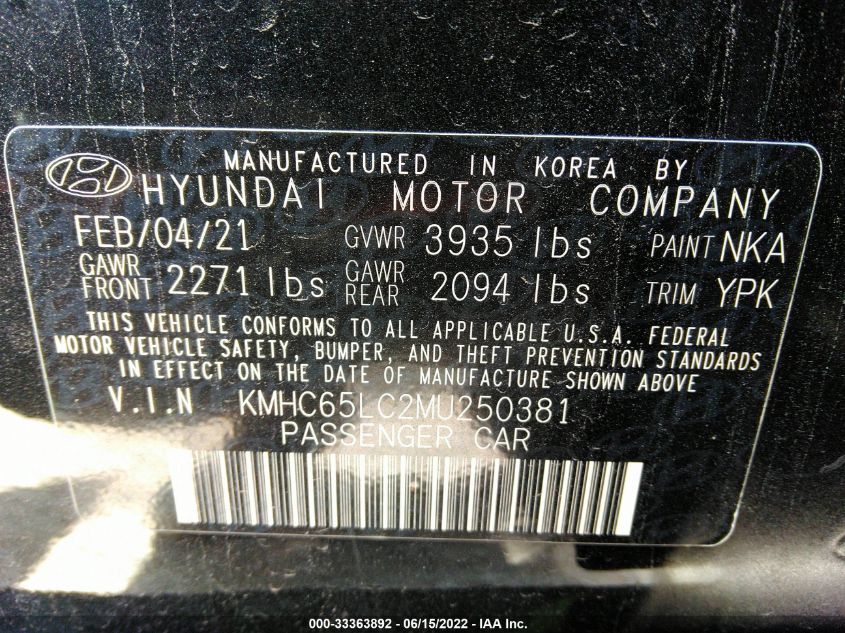 MANUFACTURED IN KOREA BY
HYUNDAI MOTOR COMPANY
FEB/04/21 GVWR 3935 lbs PAINT NKA
GAWR FRONT 2271 lbs GAWR REAR 2094 lbs TRIM YPK
THIS VEHICLE CONFORMS TO ALL APPLICABLE U.S.A. FEDERAL
MOTOR VEHICLE SAFETY, BUMPER, AND THEFT PREVENTION STANDARDS
IN EFFECT ON THE DATE OF MANUFACTURE SHOWN ABOVE
V.I.N KMHC65LC2MU250381
PASSENGER CAR
000-33363892 - 06/15/2022 - IAA Inc.